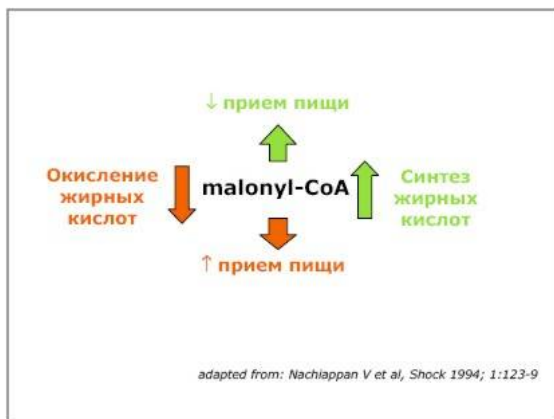 ↓ прием пищи
Окисление
жирных
кислот
malonyl-CoA
Синтез
жирных
кислот
↑ прием пищи
adapted from: Nachiappan V et al, Shock 1994; 1:123-9